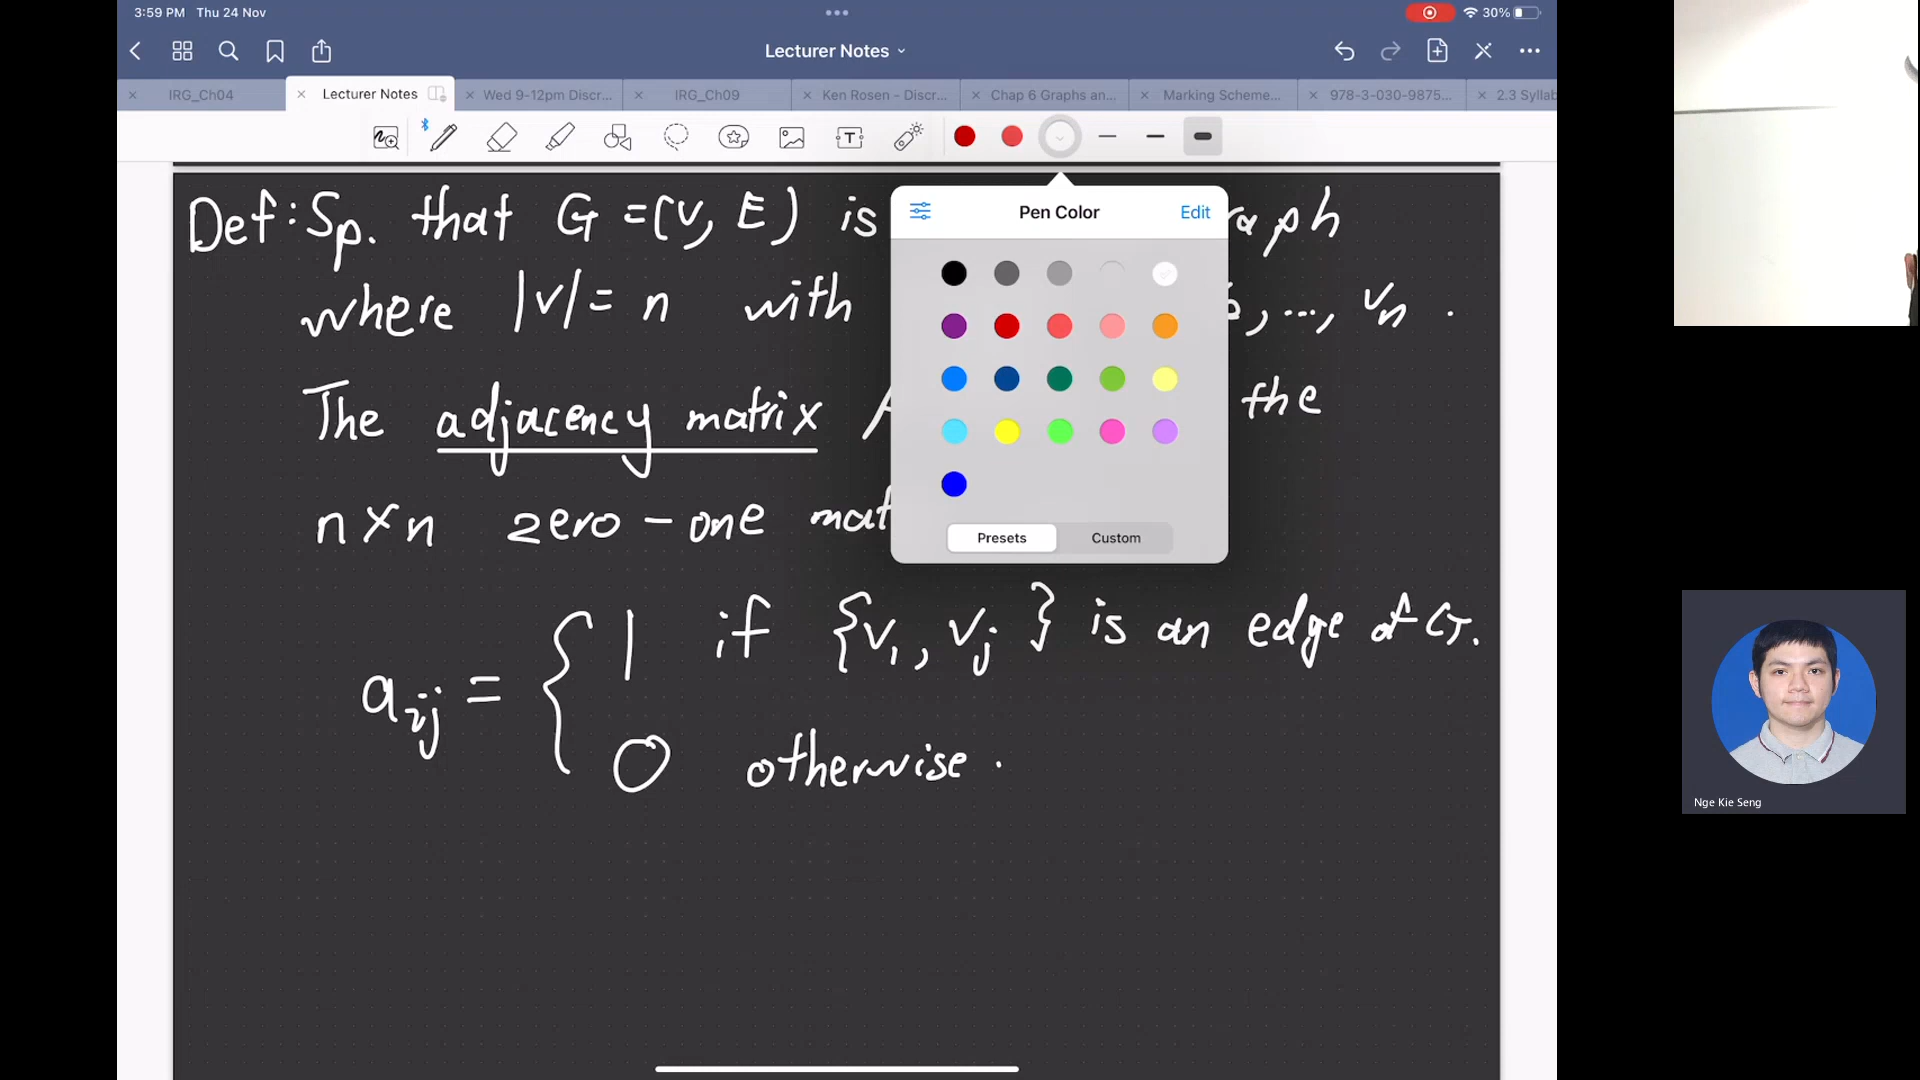 3:59 PM Thu 24 Nov
30%
Lecturer Notes
IRG_Ch04
Lecturer Notes
Wed 9-12pm Discr...
IRG_Ch09
Ken Rosen - Discr...
Chap 6 Graphs an...
Marking Scheme...
978-3-030-9875...
2.3 Syllab
Def: Sp. that G = (V, E) is raph
where |V| = n with , ..., vn .
The adjacency matrix the
n×n zero-one mat
aij = { 1 if {vi, vj} is an edge of G.
0 otherwise.
Pen Color
Edit
Presets
Custom
Nge Kie Seng